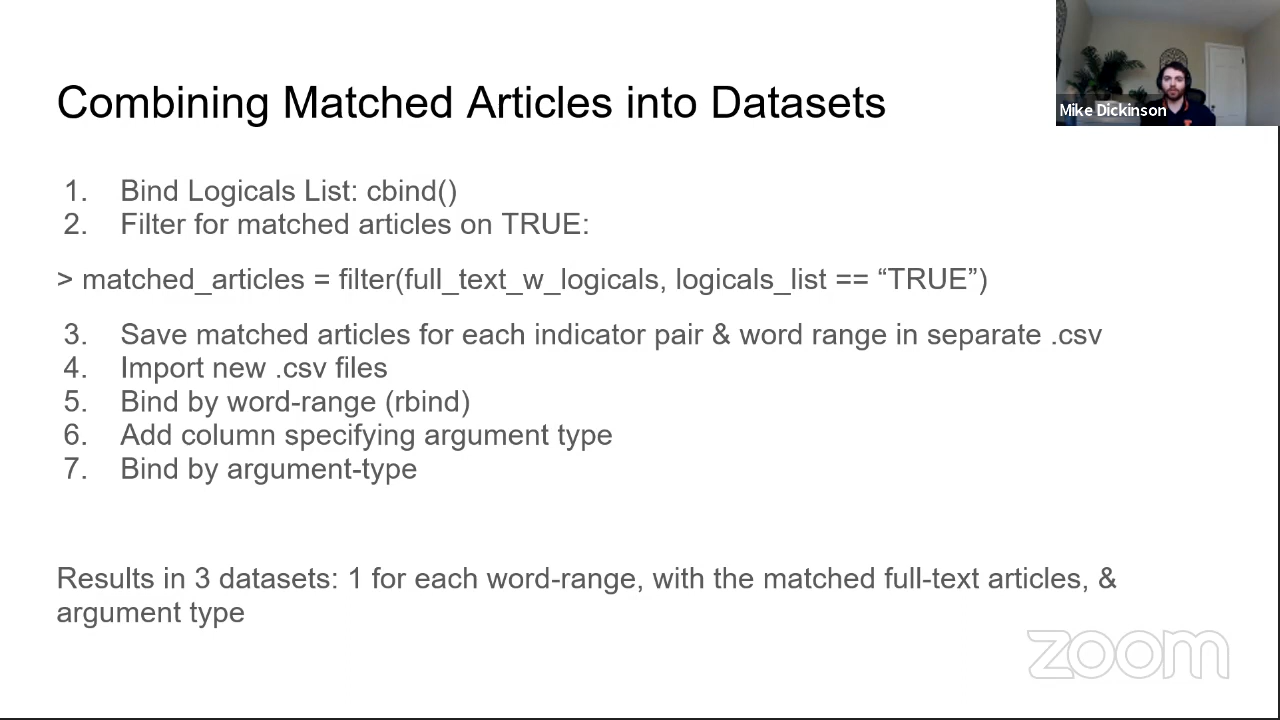 Combining Matched Articles into Datasets
Mike Dickinson
1. Bind Logicals List: cbind()
2. Filter for matched articles on TRUE:
> matched_articles = filter(full_text_w_logicals, logicals_list == “TRUE”)
3. Save matched articles for each indicator pair & word range in separate .csv
4. Import new .csv files
5. Bind by word-range (rbind)
6. Add column specifying argument type
7. Bind by argument-type
Results in 3 datasets: 1 for each word-range, with the matched full-text articles, &
argument type
zoom